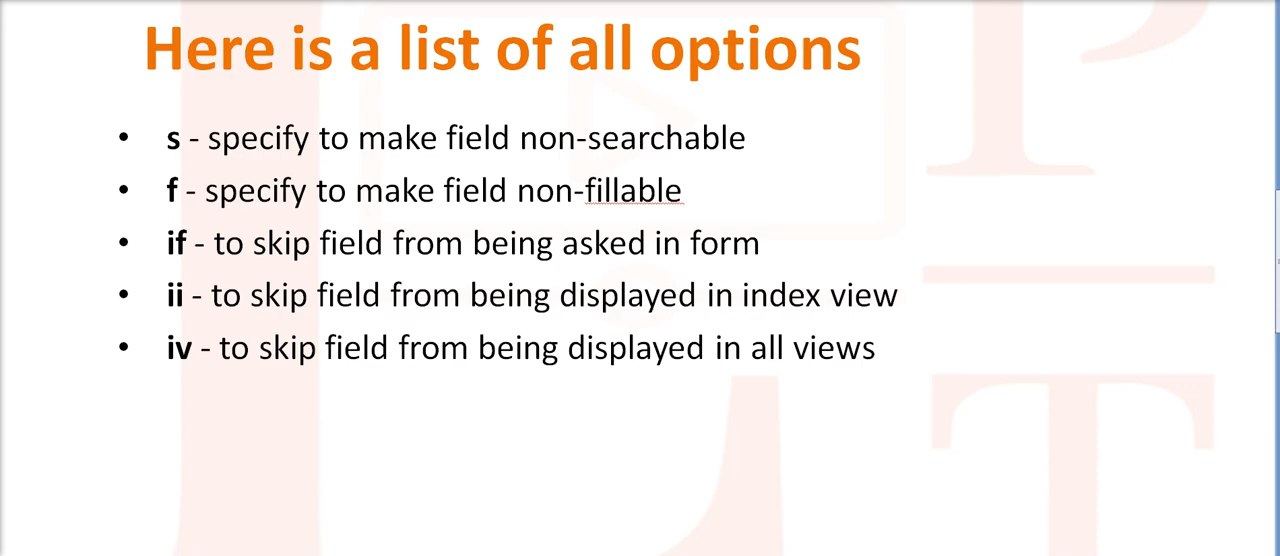 Here is a list of all options
• s - specify to make field non-searchable
• f - specify to make field non-fillable
• if - to skip field from being asked in form
• ii - to skip field from being displayed in index view
• iv - to skip field from being displayed in all views